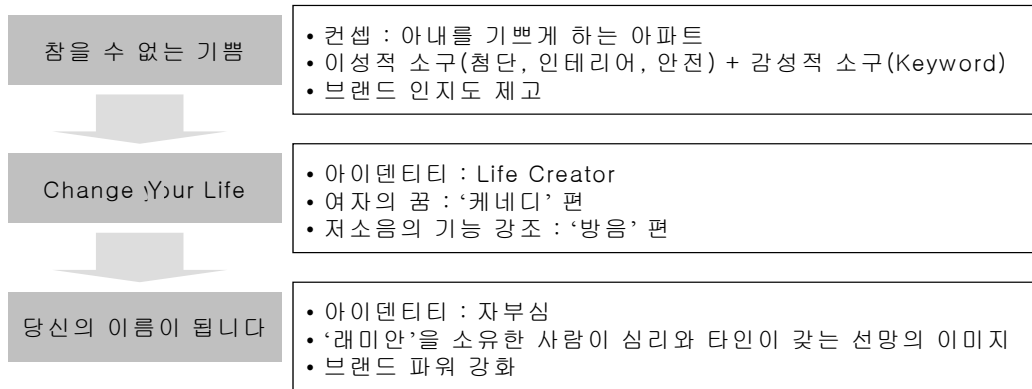 참을 수 없는 기쁨
• 컨셉 : 아내를 기쁘게 하는 아파트
• 이성적 소구(첨단, 인테리어, 안전) + 감성적 소구(Keyword)
• 브랜드 인지도 제고
Change Your Life
• 아이덴티티 : Life Creator
• 여자의 꿈 : ‘케네디’ 편
• 저소음의 기능 강조 : ‘방음’ 편
당신의 이름이 됩니다
• 아이덴티티 : 자부심
• ‘래미안’을 소유한 사람이 심리와 타인이 갖는 선망의 이미지
• 브랜드 파워 강화